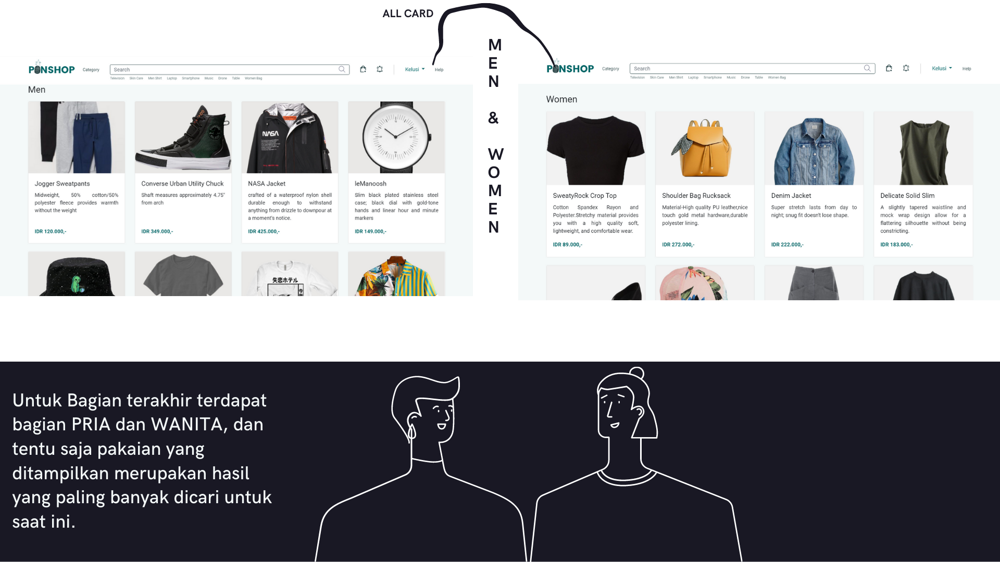 ALL CARD
MEN & WOMEN
PINSHOP
Category
Search
Kelusi
Help
Television Skin Care Men Shirt Laptop Smartphone Music Drone Table Women Bag
Men
NASA
Jogger Sweatpants
Midweight, 50% cotton/50%
polyester fleece provides warmth
without the weight
IDR 120.000,-
Converse Urban Utility Chuck
Shaft measures approximately 4.75"
from arch
IDR 349.000,-
NASA Jacket
crafted of a waterproof nylon shell
durable enough to withstand
anything from drizzle to downpour at
a moment's notice.
IDR 425.000,-
leManoosh
Slim black plated stainless steel
case; black dial with gold-tone
hands and linear hour and minute
markers
IDR 149.000,-
失恋ホテル
PINSHOP
Category
Search
Kelusi
Help
Television Skin Care Men Shirt Laptop Smartphone Music Drone Table Women Bag
Women
SweatyRock Crop Top
Cotton Spandex Rayon and
Polyester.Stretchy material provides
you with a high quality soft,
lightweight, and comfortable wear.
IDR 89.000,-
Shoulder Bag Rucksack
Material-High quality PU leather,nice
touch gold metal hardware,durable
polyester lining.
IDR 272.000,-
Denim Jacket
Super stretch lasts from day to
night; snug fit doesn't lose shape.
IDR 222.000,-
Delicate Solid Slim
A slightly tapered waistline and
mock wrap design allow for a
flattering silhouette without being
constricting.
IDR 183.000,-
Untuk Bagian terakhir terdapat
bagian PRIA dan WANITA, dan
tentu saja pakaian yang
ditampilkan merupakan hasil
yang paling banyak dicari untuk
saat ini.